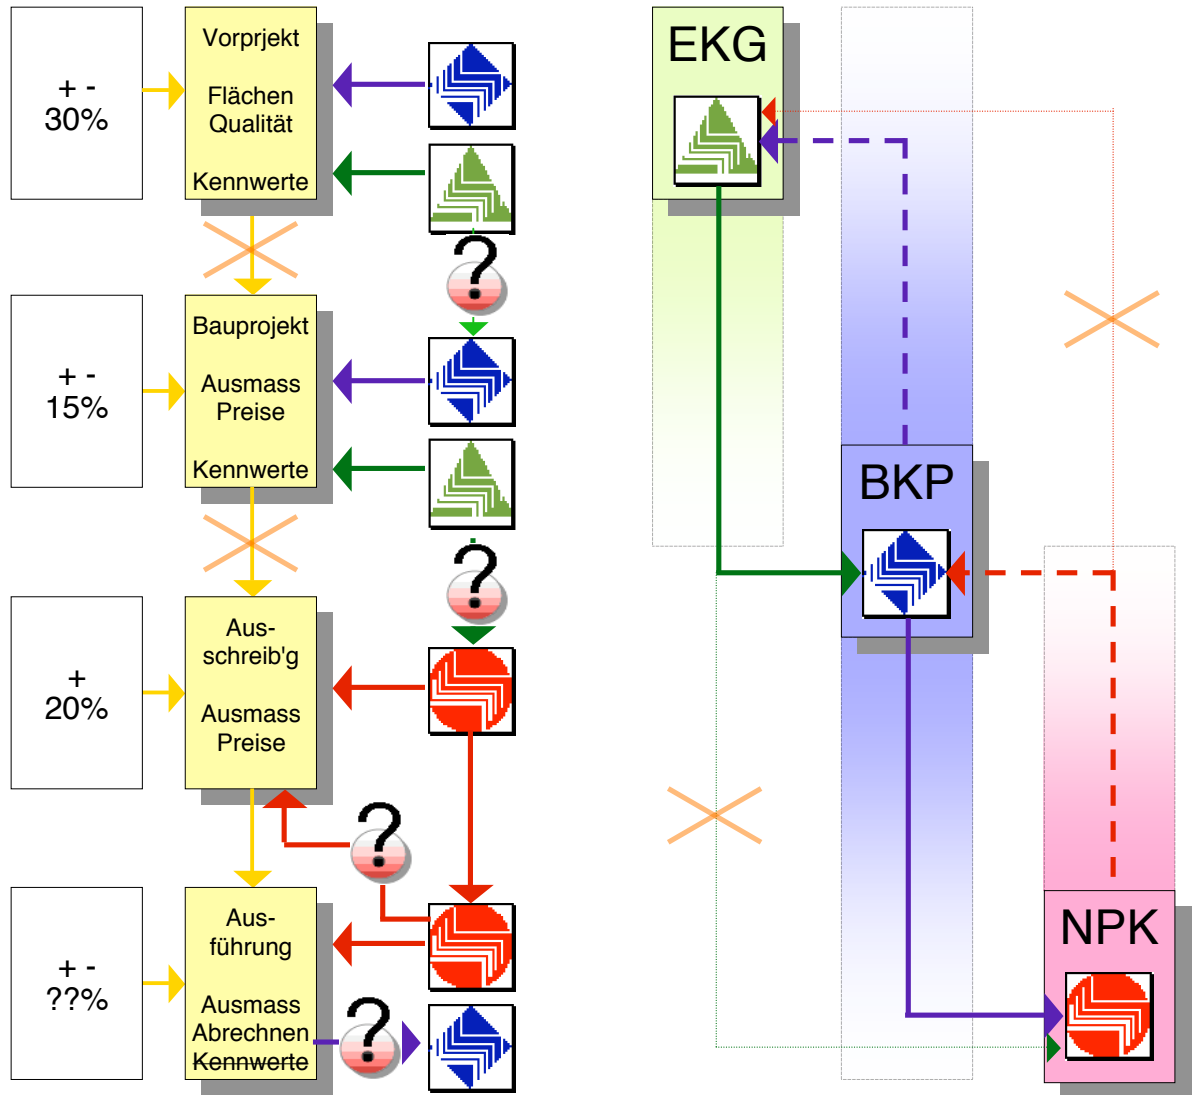 + -
30%
Vorprjekt
Flächen
Qualität
Kennwerte
?
+ -
15%
Bauprojekt
Ausmass
Preise
Kennwerte
?
+
20%
Aus-
schreib'g
Ausmass
Preise
?
+ -
??%
Aus-
führung
Ausmass
Abrechnen
Kennwerte
?
EKG
BKP
NPK